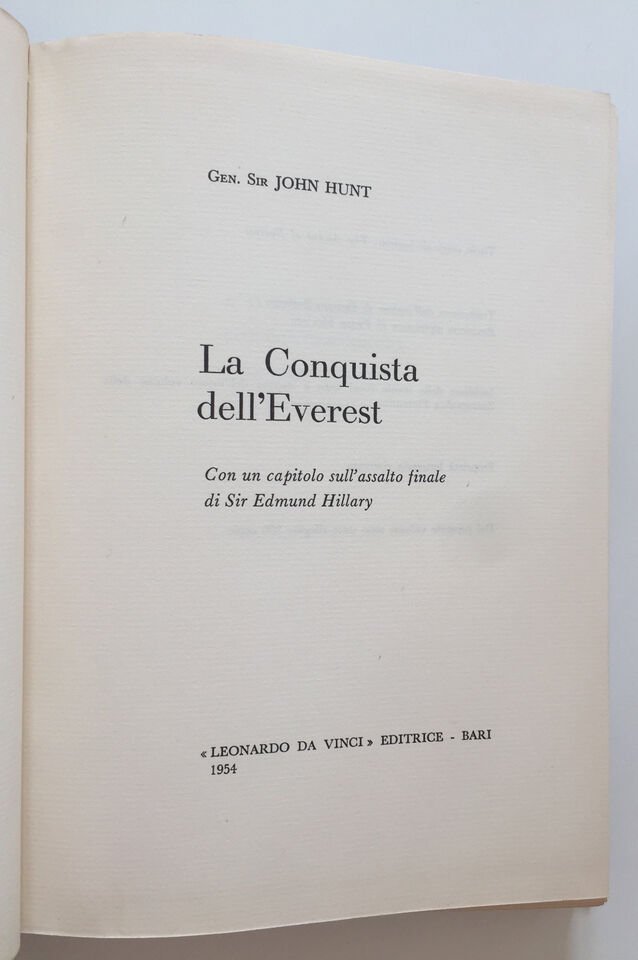 Gen. Sir JOHN HUNT
La Conquista
dell'Everest
Con un capitolo sull'assalto finale
di Sir Edmund Hillary
« LEONARDO DA VINCI » EDITRICE - BARI
1954